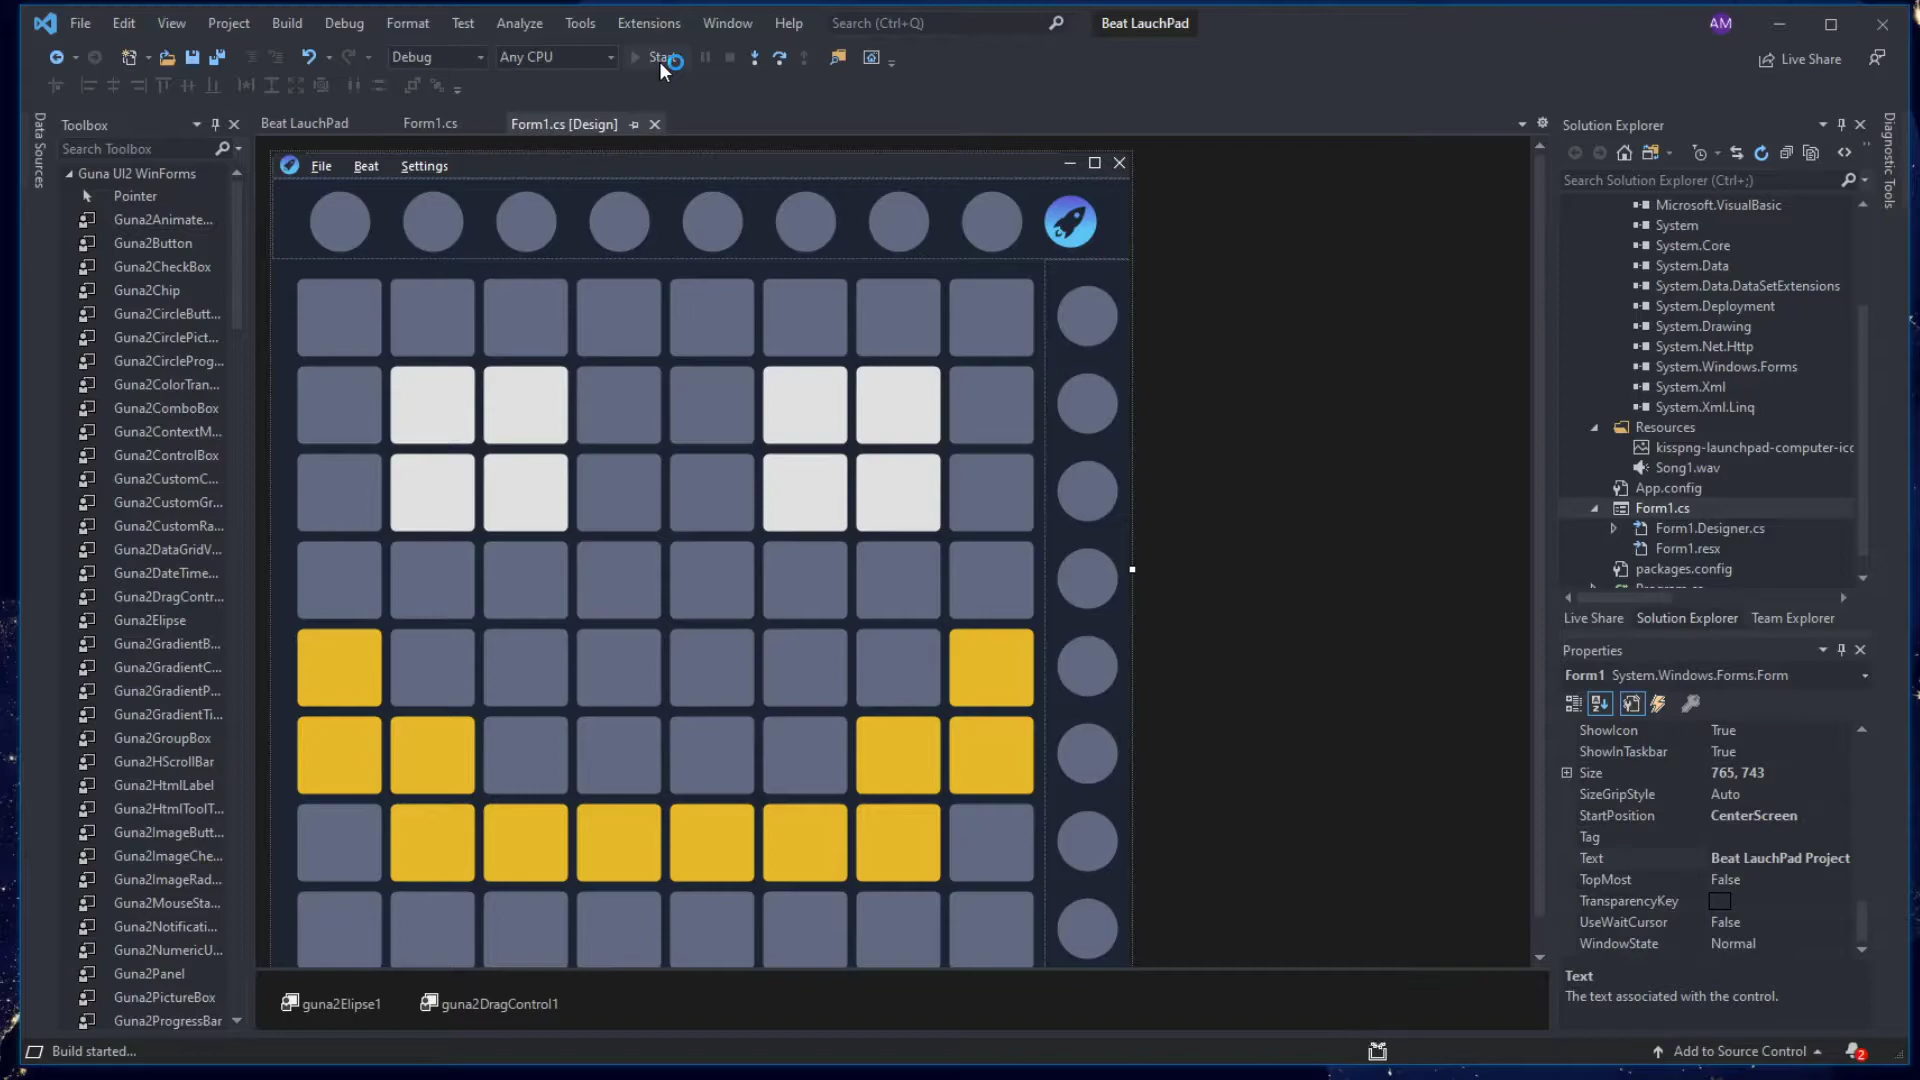 File Edit View Project Build Debug Format Test Analyze Tools Extensions Window Help Search (Ctrl+Q) Beat LauchPad AM
Debug Any CPU Live Share
Data Sources
Toolbox
Search Toolbox
Guna UI2 WinForms
Pointer
Guna2Animate...
Guna2Button
Guna2CheckBox
Guna2Chip
Guna2CircleButt...
Guna2CirclePict...
Guna2CircleProg...
Guna2ColorTran...
Guna2ComboBox
Guna2ContextM...
Guna2ControlBox
Guna2CustomC...
Guna2CustomGr...
Guna2CustomRa...
Guna2DataGridV...
Guna2DateTime...
Guna2DragContr...
Guna2Elipse
Guna2GradientB...
Guna2GradientC...
Guna2GradientP...
Guna2GradientTi...
Guna2GroupBox
Guna2HScrollBar
Guna2HtmlLabel
Guna2HtmlToolT...
Guna2ImageButt...
Guna2ImageChe...
Guna2ImageRad...
Guna2MouseSta...
Guna2Notificati...
Guna2NumericU...
Guna2Panel
Guna2PictureBox
Guna2ProgressBar
Beat LauchPad Form1.cs Form1.cs [Design]
File Beat Settings
guna2Elipse1 guna2DragControl1
Solution Explorer
Search Solution Explorer (Ctrl+;)
Microsoft.VisualBasic
System
System.Core
System.Data
System.Data.DataSetExtensions
System.Deployment
System.Drawing
System.Net.Http
System.Windows.Forms
System.Xml
System.Xml.Linq
Resources
kisspng-launchpad-computer-icc
Song1.wav
App.config
Form1.cs
Form1.Designer.cs
Form1.resx
packages.config
Live Share Solution Explorer Team Explorer
Diagnostic Tools
Properties
Form1 System.Windows.Forms.Form
ShowIcon True
ShowInTaskbar True
Size 765, 743
SizeGripStyle Auto
StartPosition CenterScreen
Tag
Text Beat LauchPad Project
TopMost False
TransparencyKey
UseWaitCursor False
WindowState Normal
Text
The text associated with the control.
Build started... Add to Source Control 2